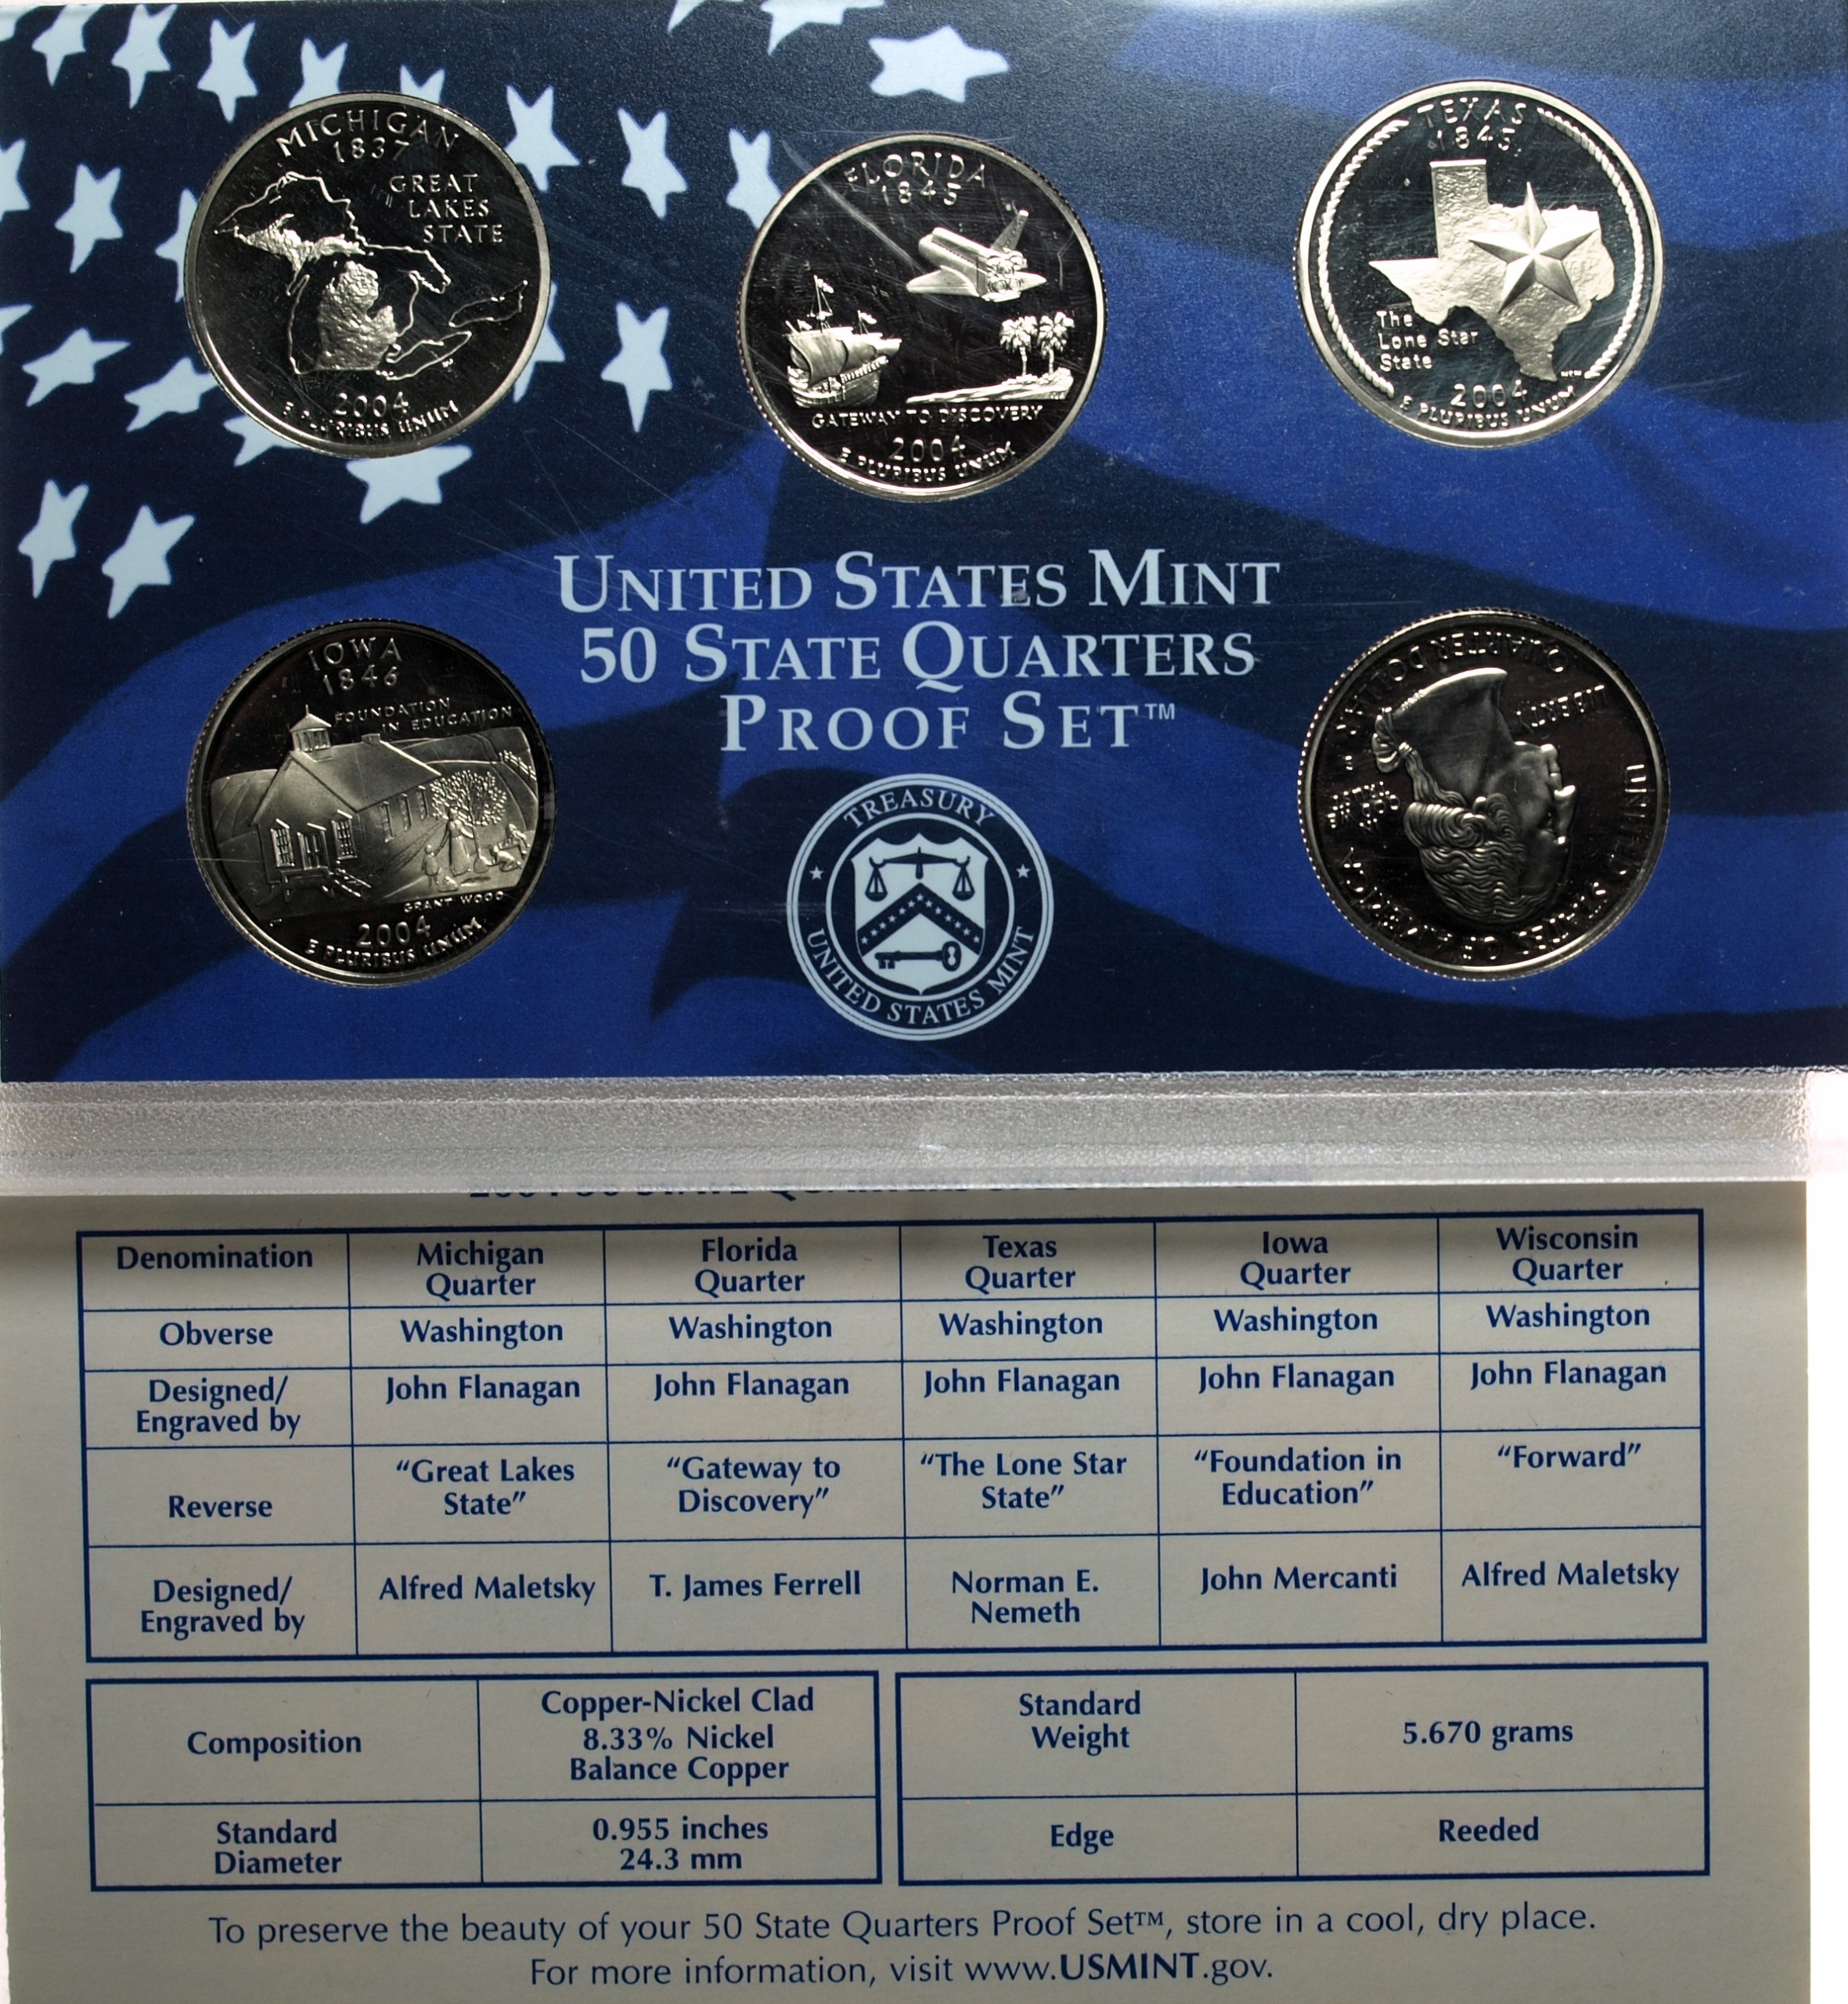 MICHIGAN
1837
GREAT
LAKES
STATE
2004
E PLURIBUS UNUM
FLORIDA
1845
GATEWAY TO DISCOVERY
2004
E PLURIBUS UNUM
TEXAS
1845
The
Lone Star
State
2004
E PLURIBUS UNUM
UNITED STATES MINT
50 STATE QUARTERS
PROOF SET™
IOWA
1846
FOUNDATION
IN EDUCATION
GRANT WOOD
2004
E PLURIBUS UNUM
UNITED STATES OF AMERICA
LIBERTY
QUARTER DOLLAR
TREASURY
UNITED STATES MINT
Denomination
Michigan
Quarter
Florida
Quarter
Texas
Quarter
Iowa
Quarter
Wisconsin
Quarter
Obverse
Washington
Washington
Washington
Washington
Washington
Designed/
Engraved by
John Flanagan
John Flanagan
John Flanagan
John Flanagan
John Flanagan
Reverse
"Great Lakes
State"
"Gateway to
Discovery"
"The Lone Star
State"
"Foundation in
Education"
"Forward"
Designed/
Engraved by
Alfred Maletsky
T. James Ferrell
Norman E.
Nemeth
John Mercanti
Alfred Maletsky
Composition
Copper-Nickel Clad
8.33% Nickel
Balance Copper
Standard
Diameter
0.955 inches
24.3 mm
Standard
Weight
5.670 grams
Edge
Reeded
To preserve the beauty of your 50 State Quarters Proof Set™, store in a cool, dry place.
For more information, visit www.USMINT.gov.